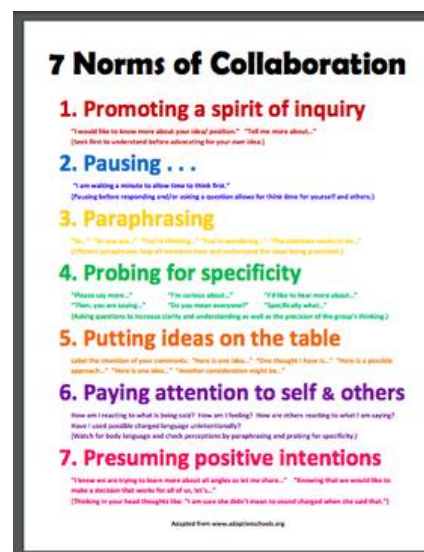 7 Norms of Collaboration
1. Promoting a spirit of inquiry
"I would like to know more about your idea/ position." "Tell me more about..."
(Seek first to understand before advocating for your own idea.)
2. Pausing . . .
"I am waiting a minute to allow time to think first."
(Pausing before responding and/or asking a question allows for think time for yourself and others.)
3. Paraphrasing
"So..." "As you are..." "You're thinking..." "You're wondering..." "The intention seems to be..."
(Efficient paraphrases help all members hear and understand the ideas being presented.)
4. Probing for specificity
"Please say more..." "I'm curious about..." "I'd like to hear more about..."
"Then, you are saying..." "Do you mean everyone?" "Specifically what..."
(Asking questions to increase clarity and understanding as well as the precision of the group's thinking.)
5. Putting ideas on the table
Label the intention of your comments: "Here is one idea..." "One thought I have is..." "Here is a possible
approach..." "Here is one idea..." "Another consideration might be..."
6. Paying attention to self & others
How am I reacting to what is being said? How am I feeling? How are others reacting to what I am saying?
Have I used possible charged language unintentionally?
(Watch for body language and check perceptions by paraphrasing and probing for specificity.)
7. Presuming positive intentions
"I know we are trying to learn more about all angles so let me share..." "Knowing that we would like to
make a decision that works for all of us, let's..."
(Thinking in your head thoughts like: "I am sure she didn't mean to sound charged when she said that.")
Adapted from www.adaptiveschools.org